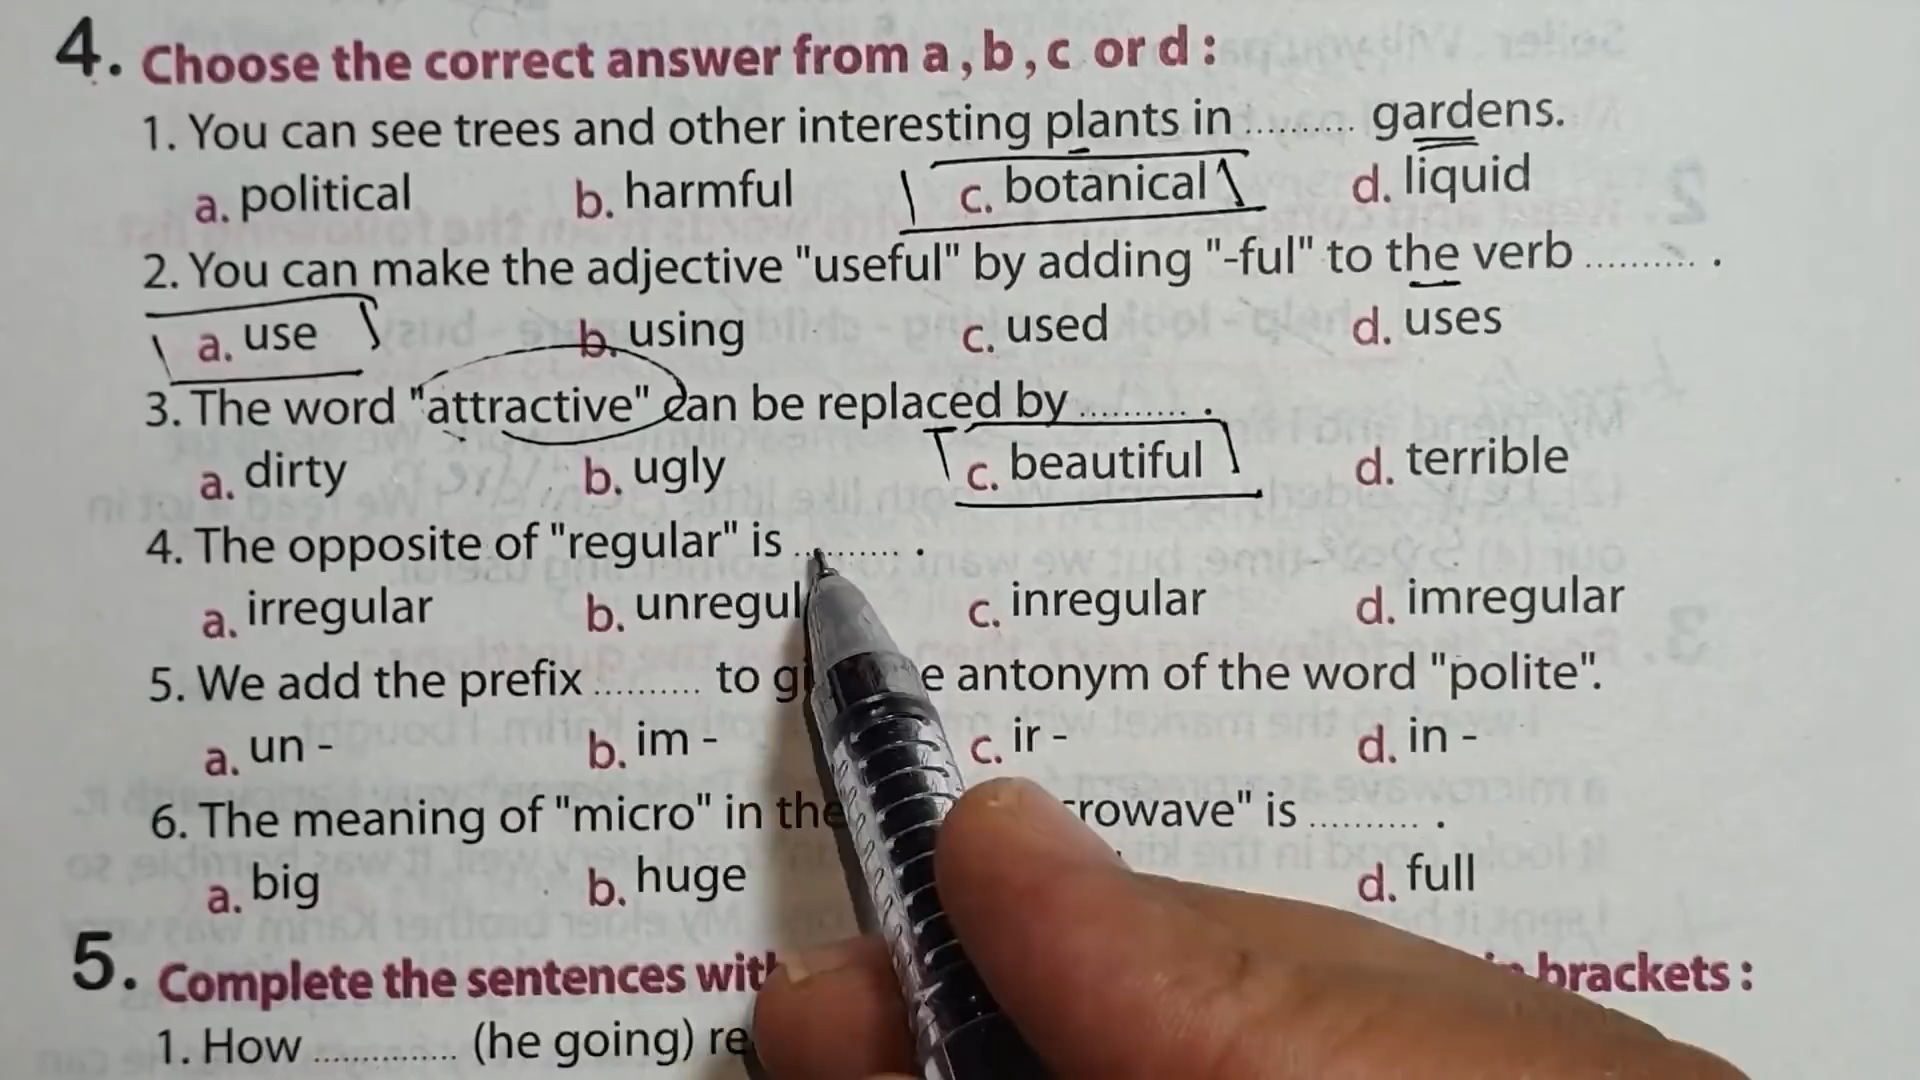 4. Choose the correct answer from a , b , c or d :
1. You can see trees and other interesting plants in .......... gardens.
a. political b. harmful c. botanical d. liquid
2. You can make the adjective "useful" by adding "-ful" to the verb .......... .
a. use b. using c. used d. uses
3. The word "attractive" can be replaced by .......... .
a. dirty b. ugly c. beautiful d. terrible
4. The opposite of "regular" is .......... .
a. irregular b. unregul c. inregular d. imregular
5. We add the prefix .......... to gi e antonym of the word "polite".
a. un - b. im - c. ir - d. in -
6. The meaning of "micro" in the rowave" is .......... .
a. big b. huge d. full
5. Complete the sentences with brackets :
1. How ............. (he going) re